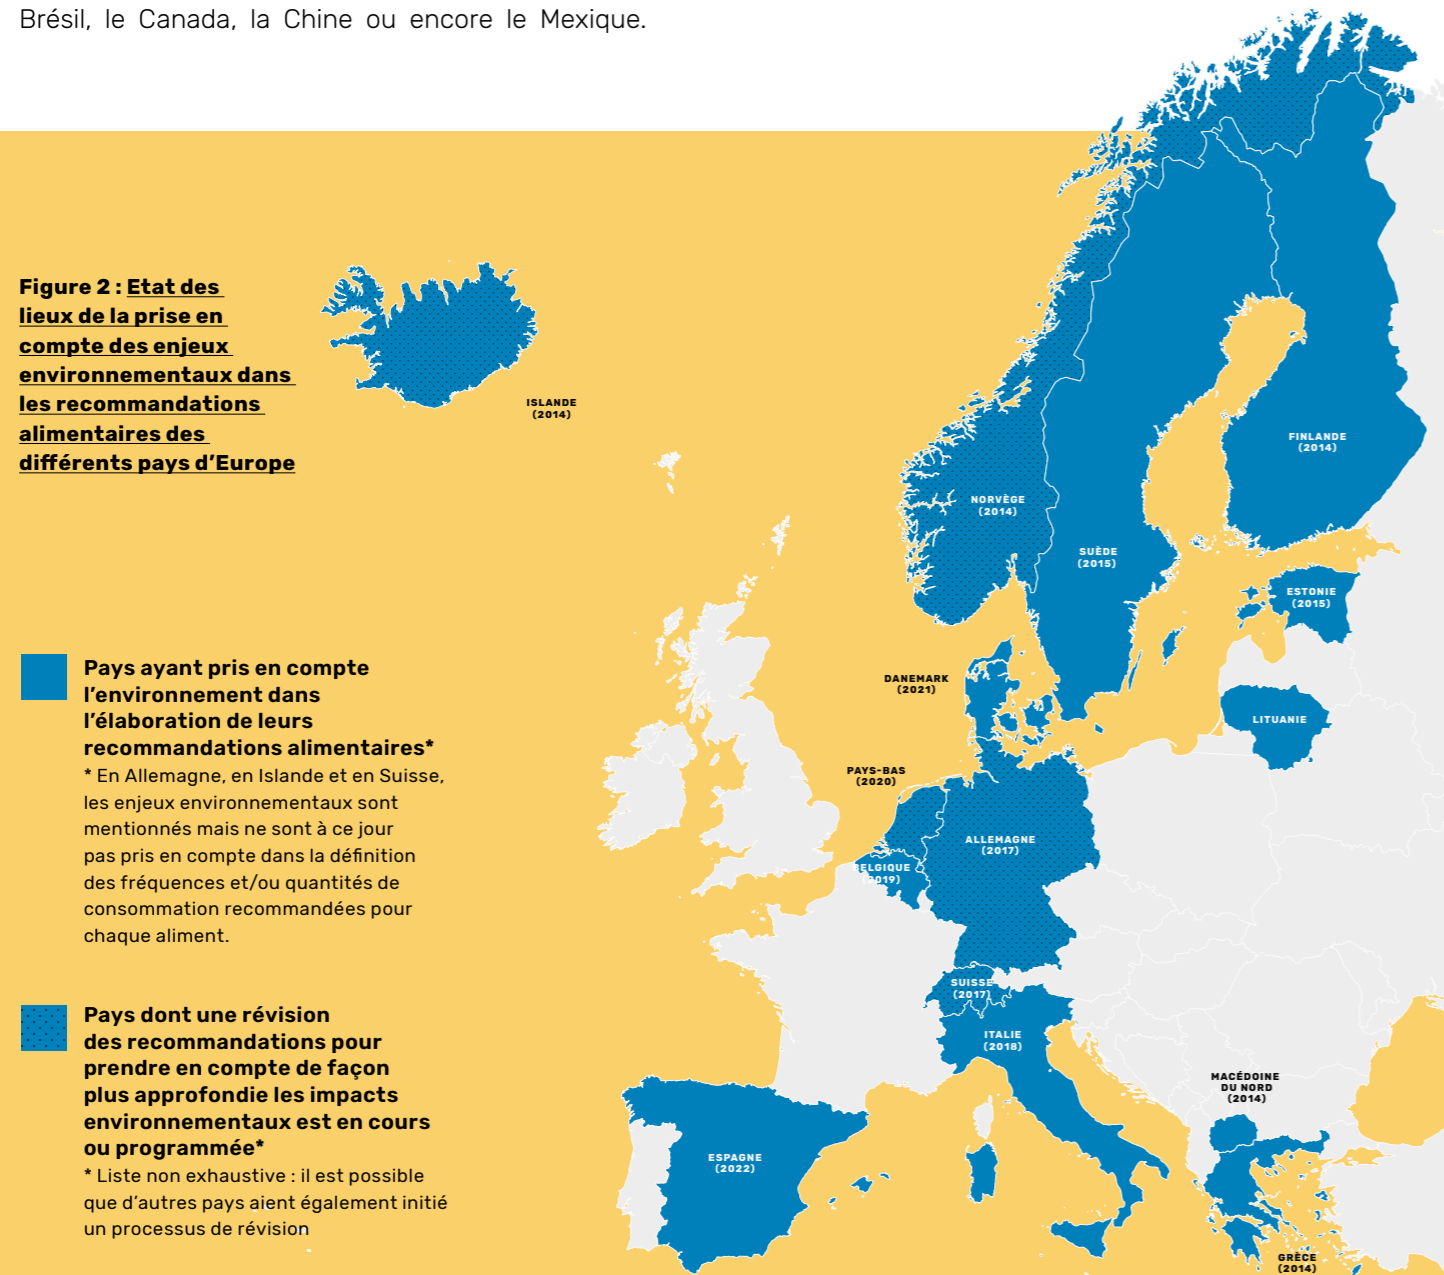 Brésil, le Canada, la Chine ou encore le Mexique.
Figure 2 : Etat des
lieux de la prise en
compte des enjeux
environnementaux dans
les recommandations
alimentaires des
différents pays d'Europe
Pays ayant pris en compte
l'environnement dans
l'élaboration de leurs
recommandations alimentaires*
* En Allemagne, en Islande et en Suisse,
les enjeux environnementaux sont
mentionnés mais ne sont à ce jour
pas pris en compte dans la définition
des fréquences et/ou quantités de
consommation recommandées pour
chaque aliment.
Pays dont une révision
des recommandations pour
prendre en compte de façon
plus approfondie les impacts
environnementaux est en cours
ou programmée*
* Liste non exhaustive : il est possible
que d'autres pays aient également initié
un processus de révision
ISLANDE
(2014)
FINLANDE
(2014)
NORVÈGE
(2014)
SUÈDE
(2015)
ESTONIE
(2015)
DANEMARK
(2021)
LITUANIE
PAYS-BAS
(2020)
ALLEMAGNE
(2017)
BELGIQUE
(2019)
SUISSE
(2017)
ITALIE
(2018)
MACÉDOINE
DU NORD
(2014)
ESPAGNE
(2022)
GRÈCE
(2014)